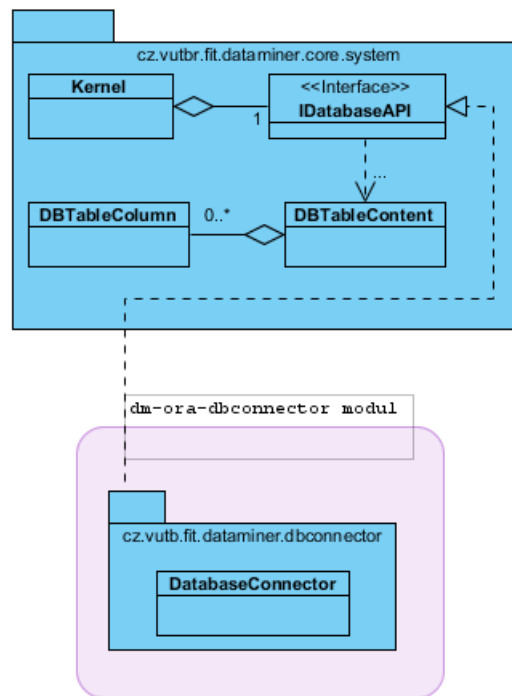 cz.vutbr.fit.dataminer.core.system
Kernel
<<Interface>>
IDatabaseAPI
1
...
DBTableColumn
0..*
DBTableContent
dm-ora-dbconnector modul
cz.vutb.fit.dataminer.dbconnector
DatabaseConnector